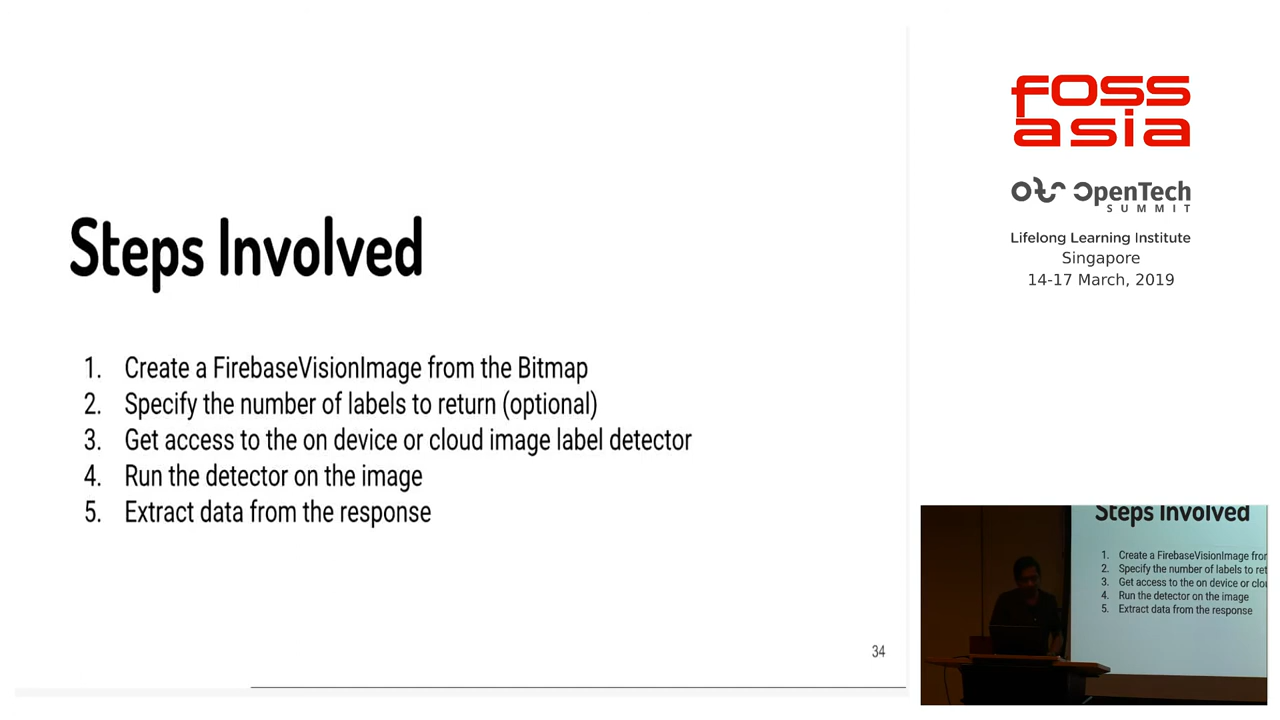 Steps Involved
1. Create a FirebaseVisionImage from the Bitmap
2. Specify the number of labels to return (optional)
3. Get access to the on device or cloud image label detector
4. Run the detector on the image
5. Extract data from the response
34
FOSS
asia
OpenTech
SUMMIT
Lifelong Learning Institute
Singapore
14-17 March, 2019
Steps Involved
1. Create a FirebaseVisionImage from
2. Specify the number of labels to ret
3. Get access to the on device or clou
4. Run the detector on the image
5. Extract data from the response